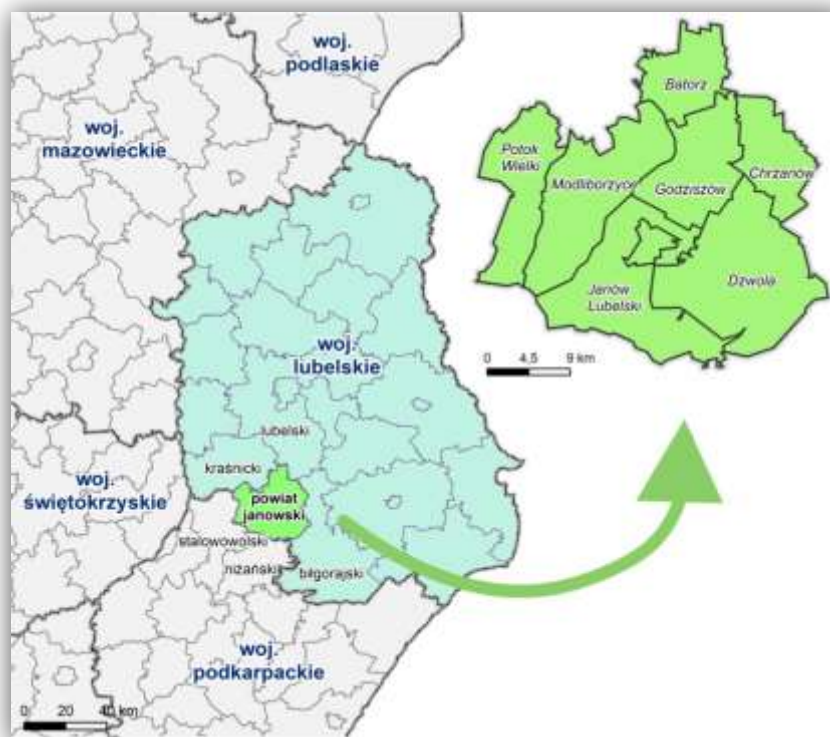 woj.
podlaskie
woj.
mazowieckie
Batorz
Potok
Wielki
Modliborzyce
Godziszów
Chrzanów
Janów
Lubelski
Dzwola
0 4,5 9 km
woj.
lubelskie
lubelski
kraśnicki
powiat
janowski
woj.
świętokrzyskie
stalowowolski
niżański
biłgorajski
woj.
podkarpackie
0 20 40 km